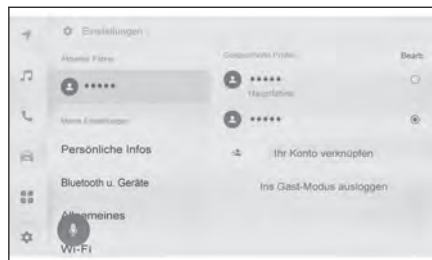 Einstellungen
Aktueller Fahrer
*****
Meine Einstellungen
Persönliche Infos
Bluetooth u. Geräte
Allgemeines
Wi-Fi
Gespeicherte Profile
Bearb.
*****
Hauptfahrer
*****
Ihr Konto verknüpfen
Ins Gast-Modus ausloggen